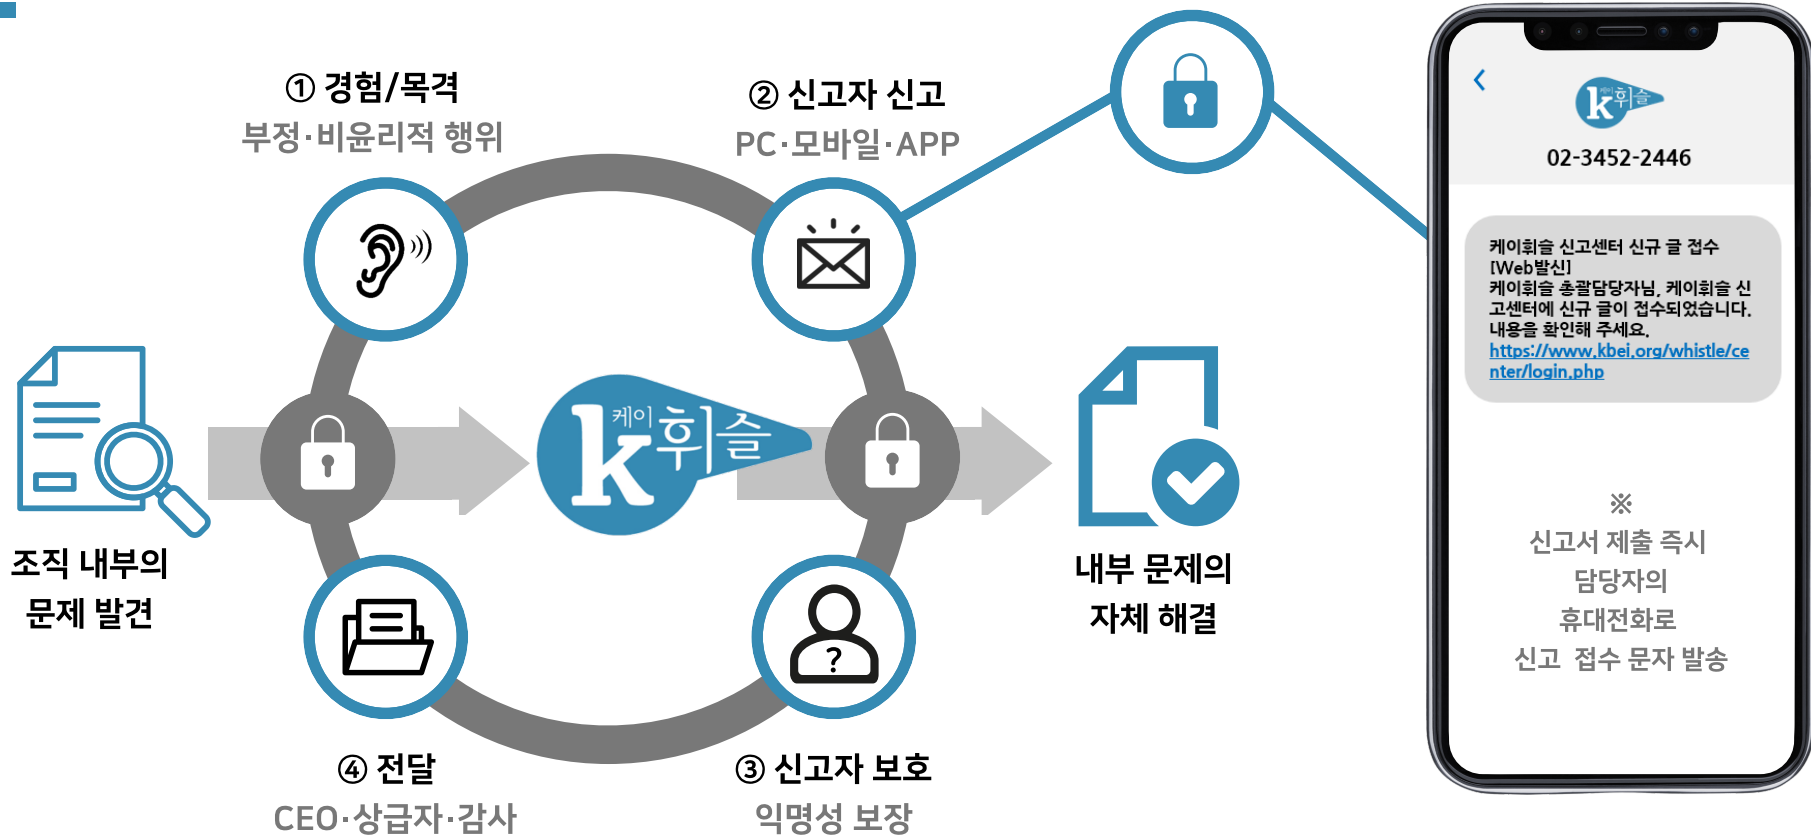 ① 경험/목격
부정·비윤리적 행위
② 신고자 신고
PC·모바일·APP
조직 내부의
문제 발견
케이
k휘슬
?
내부 문제의
자체 해결
④ 전달
CEO·상급자·감사
③ 신고자 보호
익명성 보장
케이
k휘슬
02-3452-2446
케이휘슬 신고센터 신규 글 접수
[Web발신]
케이휘슬 총괄담당자님, 케이휘슬 신
고센터에 신규 글이 접수되었습니다.
내용을 확인해 주세요.
https://www.kbei.org/whistle/ce
nter/login.php
※
신고서 제출 즉시
담당자의
휴대전화로
신고 접수 문자 발송